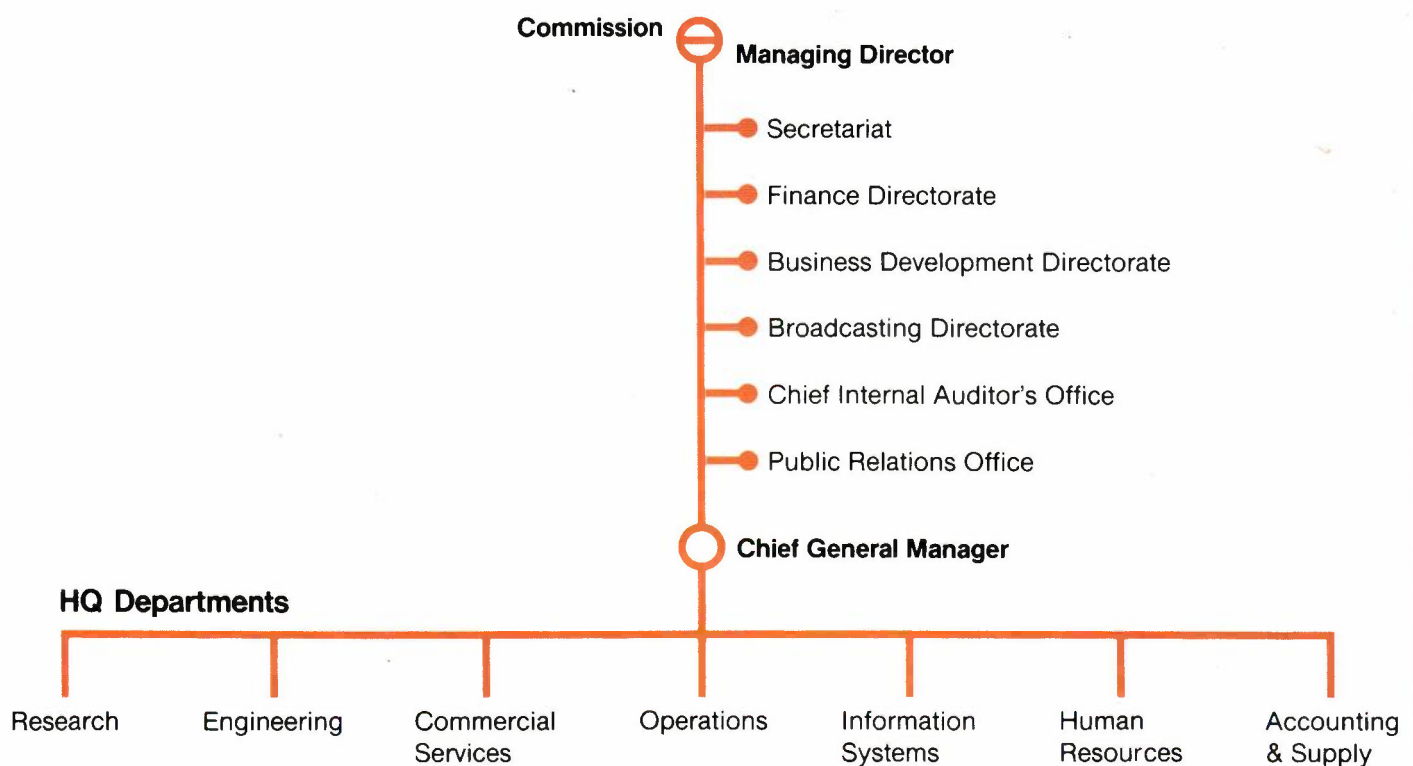 Commission
Managing Director
Secretariat
Finance Directorate
Business Development Directorate
Broadcasting Directorate
Chief Internal Auditor's Office
Public Relations Office
Chief General Manager
HQ Departments
Research
Engineering
Commercial
Services
Operations
Information
Systems
Human
Resources
Accounting
& Supply